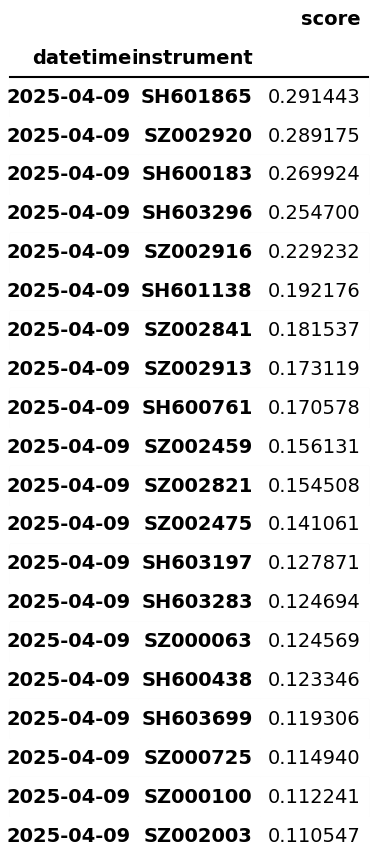 score
datetime instrument
2025-04-09 SH601865 0.291443
2025-04-09 SZ002920 0.289175
2025-04-09 SH600183 0.269924
2025-04-09 SH603296 0.254700
2025-04-09 SZ002916 0.229232
2025-04-09 SH601138 0.192176
2025-04-09 SZ002841 0.181537
2025-04-09 SZ002913 0.173119
2025-04-09 SH600761 0.170578
2025-04-09 SZ002459 0.156131
2025-04-09 SZ002821 0.154508
2025-04-09 SZ002475 0.141061
2025-04-09 SH603197 0.127871
2025-04-09 SH603283 0.124694
2025-04-09 SZ000063 0.124569
2025-04-09 SH600438 0.123346
2025-04-09 SH603699 0.119306
2025-04-09 SZ000725 0.114940
2025-04-09 SZ000100 0.112241
2025-04-09 SZ002003 0.110547